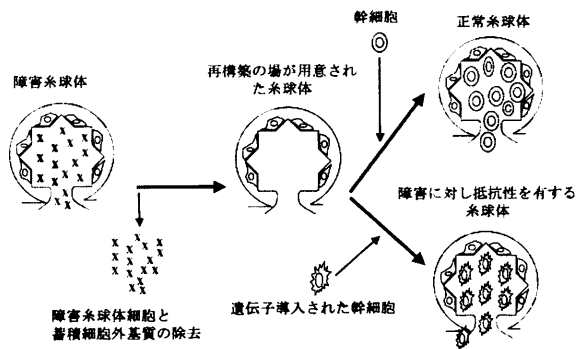 障害糸球体
x x x x x x x x x x x x x x x x
障害糸球体細胞と
蓄積細胞外基質の除去
再構築の場が用意され
た糸球体
幹細胞
遺伝子導入された幹細胞
正常糸球体
障害に対し抵抗性を有する
糸球体